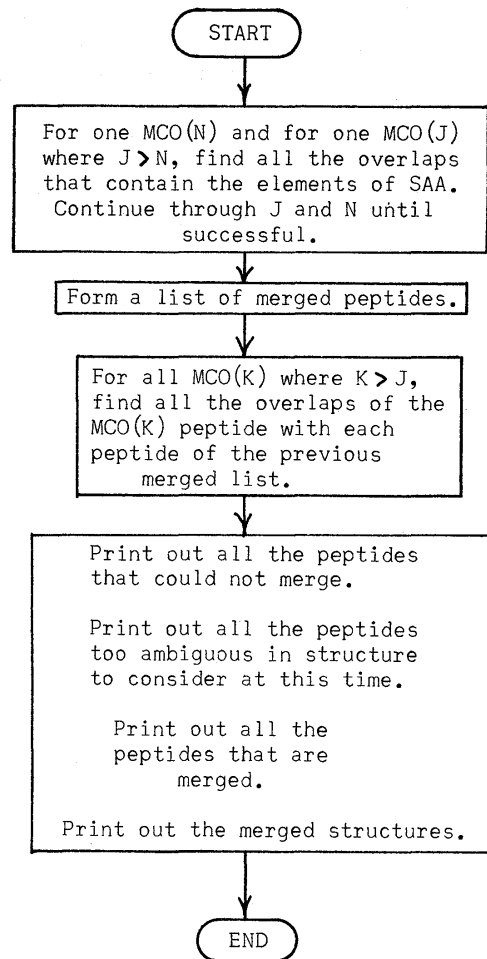 START
For one MCO(N) and for one MCO(J)
where J > N, find all the overlaps
that contain the elements of SAA.
Continue through J and N until
successful.
Form a list of merged peptides.
For all MCO(K) where K > J,
find all the overlaps of the
MCO(K) peptide with each
peptide of the previous
merged list.
Print out all the peptides
that could not merge.
Print out all the peptides
too ambiguous in structure
to consider at this time.
Print out all the
peptides that are
merged.
Print out the merged structures.
END